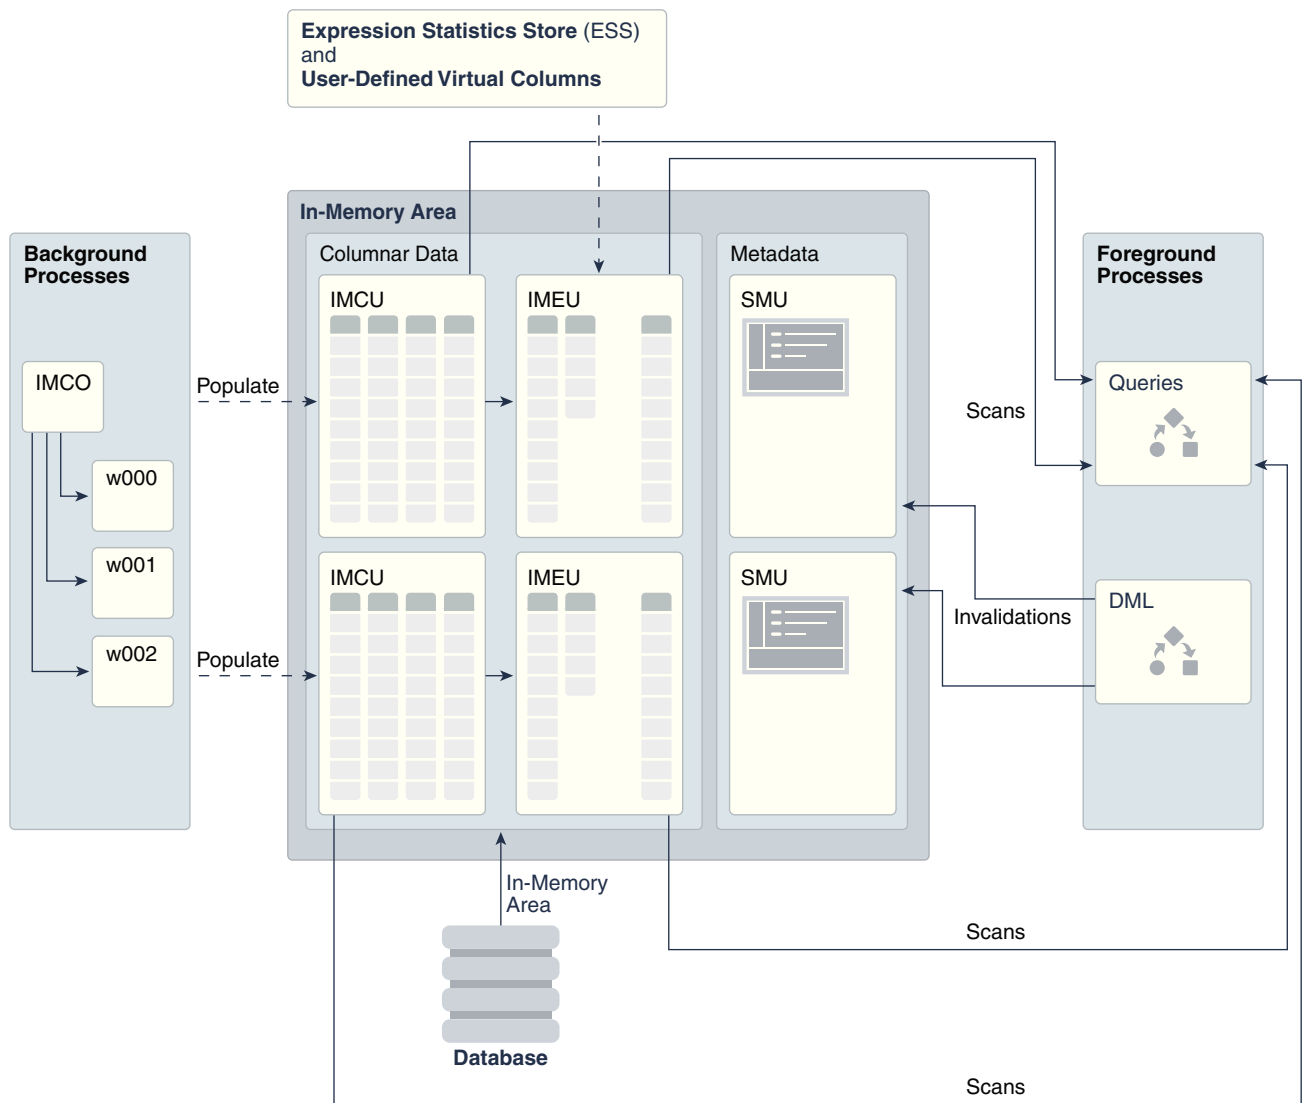 Expression Statistics Store (ESS)
and
User-Defined Virtual Columns
In-Memory Area
Background
Processes
Columnar Data
Metadada
Foreground
Processes
IMCU
IMEU
SMU
IMCO
Populate
Queries
Scans
w000
w001
IMCU
IMEU
SMU
DML
Invalidations
w002
Populate
In-Memory
Area
Scans
Database
Scans